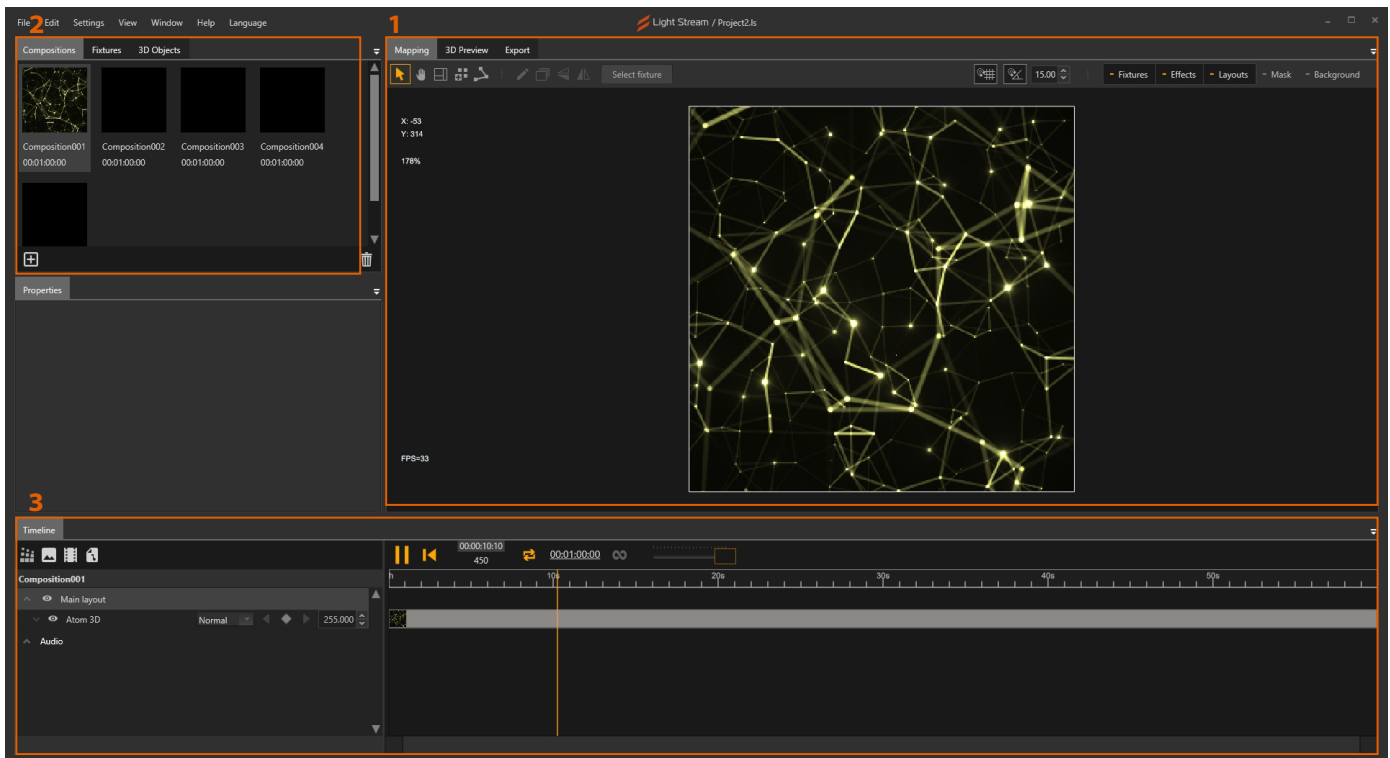 File Edit Settings View Window Help Language
Light Stream / Project2.ls
2
1
Compositions Fixtures 3D Objects
Mapping 3D Preview Export
Select fixture
15.00
- Fixtures - Effects - Layouts - Mask - Background
X: -53
Y: 314
178%
Composition001 Composition002 Composition003 Composition004
00:01:00:00 00:01:00:00 00:01:00:00 00:01:00:00
Properties
FPS=33
3
Timeline
00:00:10:10
450
00:01:00:00
Composition001
h 10s 20s 30s 40s 50s
Main layout
Atom 3D Normal 255.000
Audio